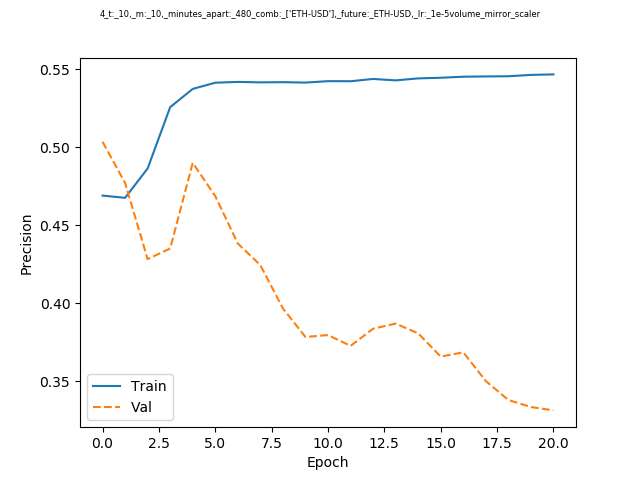 4_t:_10,_m:_10,_minutes_apart:_480_comb:_['ETH-USD'],_future:_ETH-USD,_lr:_1e-5volume_mirror_scaler
0.55
0.50
0.45
0.40
0.35
Precision
Train
Val
0.0 2.5 5.0 7.5 10.0 12.5 15.0 17.5 20.0
Epoch